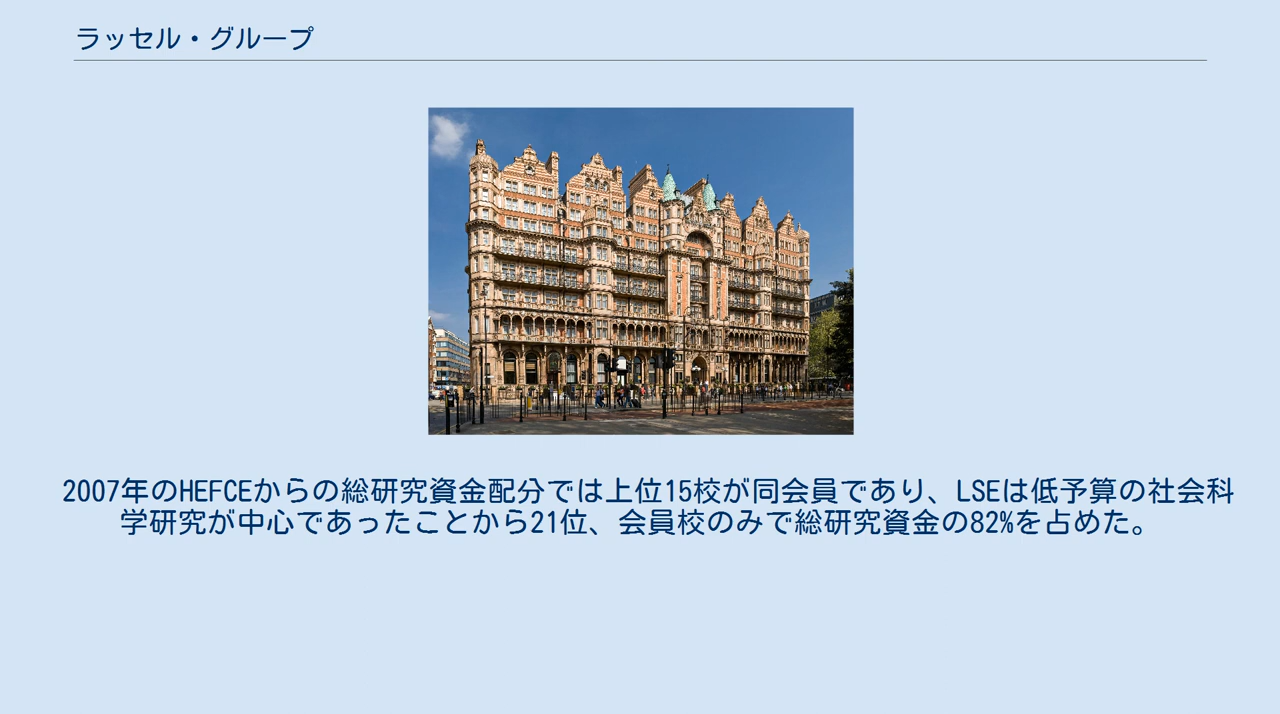 ラッセル・グループ
2007年のHEFCEからの総研究資金配分では上位15校が同会員であり、LSEは低予算の社会科
学研究が中心であったことから21位、会員校のみで総研究資金の82%を占めた。